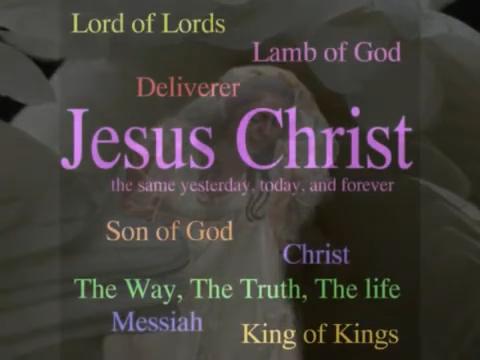 Lord of Lords
Lamb of God
Deliverer
Jesus Christ
the same yesterday, today, and forever
Son of God
Christ
The Way, The Truth, The life
Messiah
King of Kings